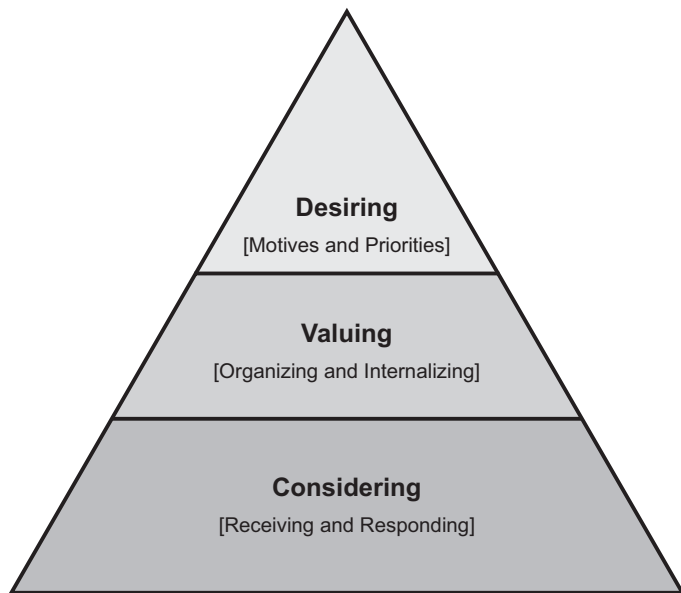 Desiring
[Motives and Priorities]
Valuing
[Organizing and Internalizing]
Considering
[Receiving and Responding]